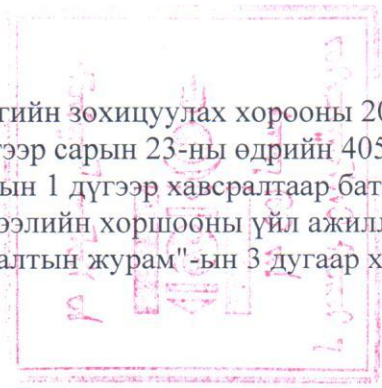 гийн зохицуулах хорооны 20
гээр сарын 23-ны өдрийн 405
ын 1 дүгээр хавсралтаар бат
ээлийн хоршооны үйл ажилл
алтын журам"-ын 3 дугаар х